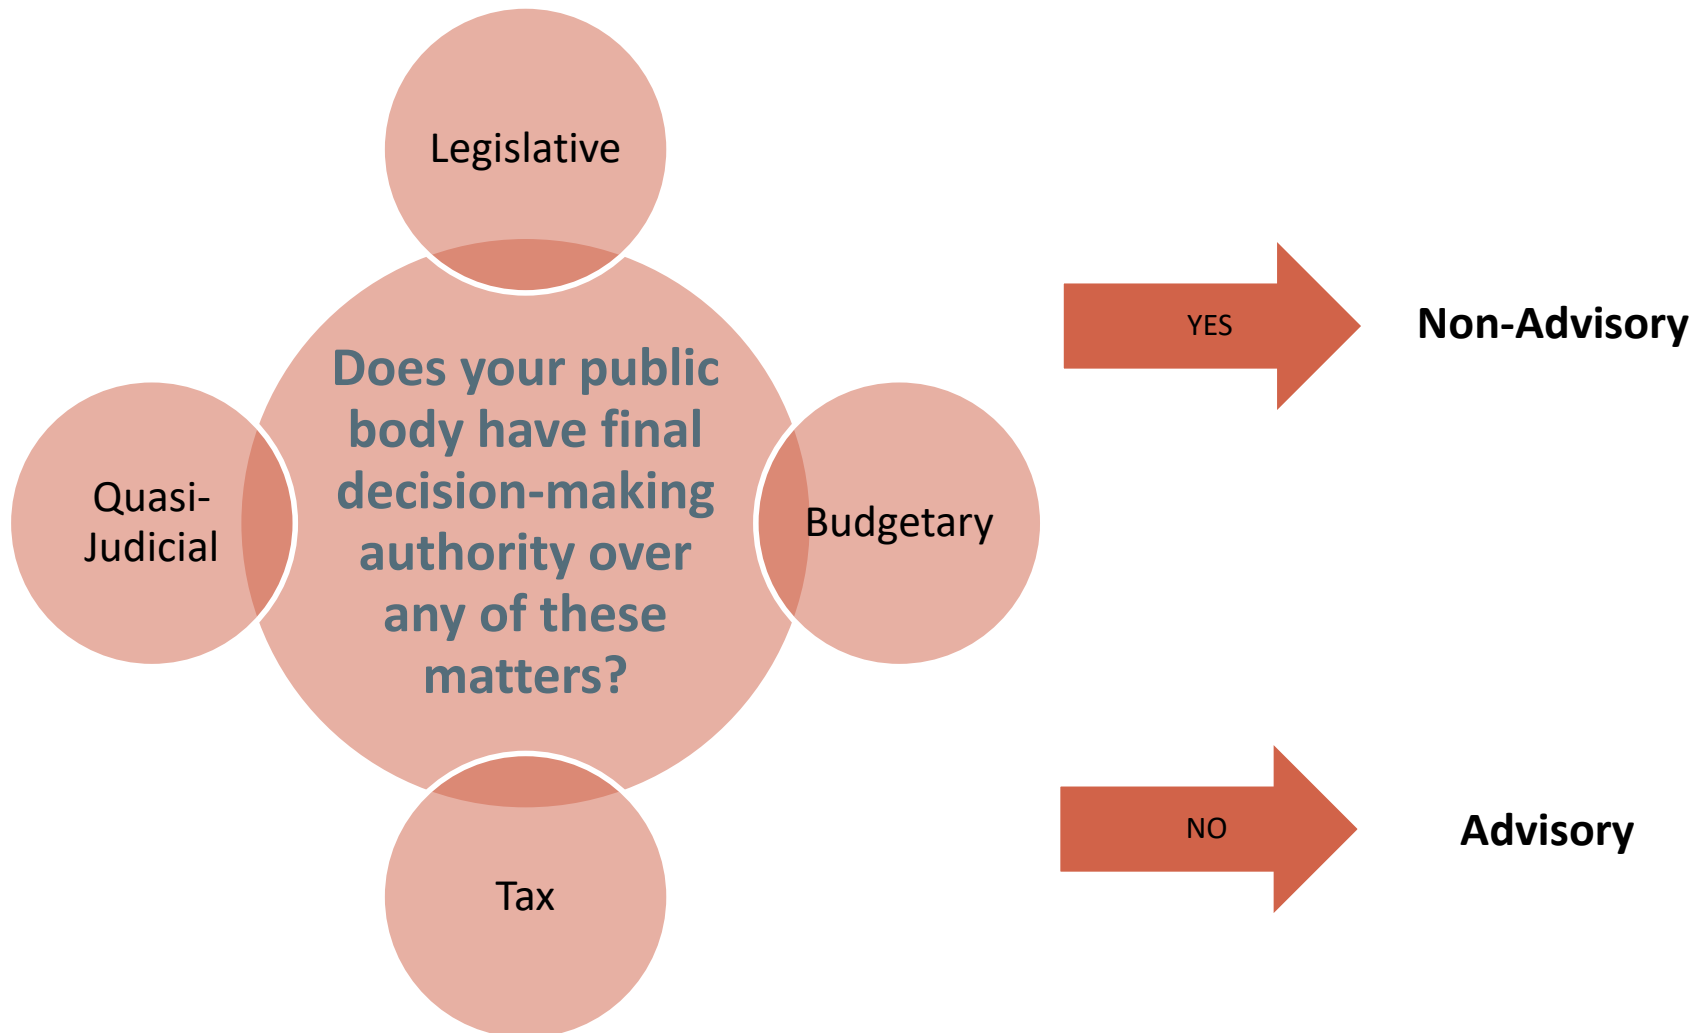 Legislative
Does your public
body have final
decision-making
authority over
any of these
matters?
Quasi-
Judicial
Budgetary
Tax
YES
Non-Advisory
NO
Advisory